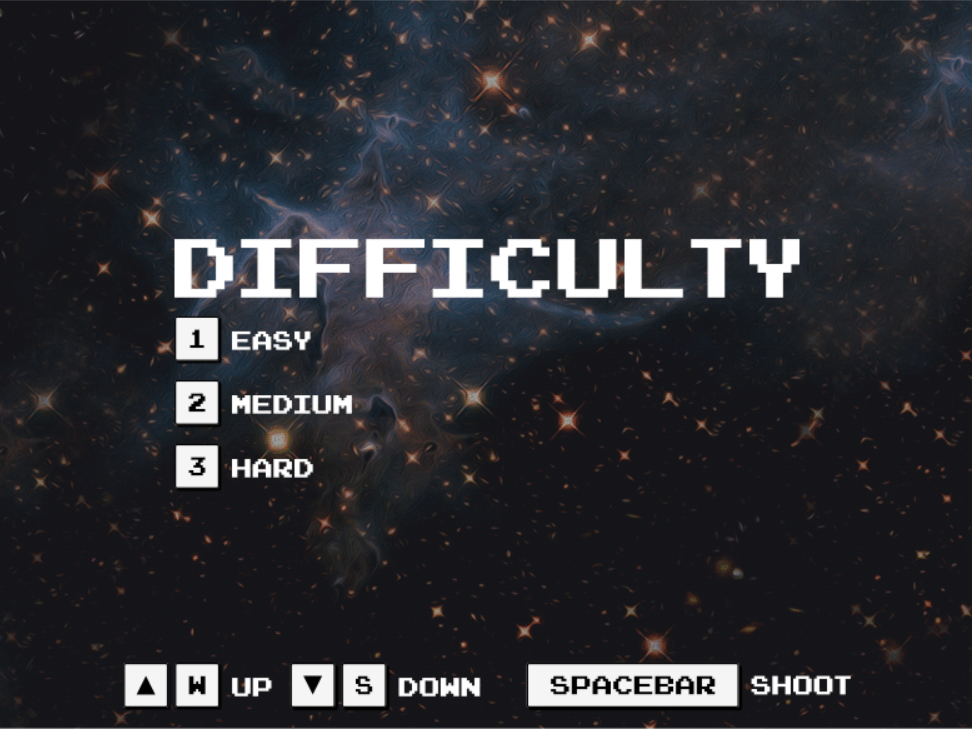 DIFFICULTY
1 EASY
2 MEDIUM
3 HARD
▲ W UP ▼ S DOWN SPACEBAR SHOOT